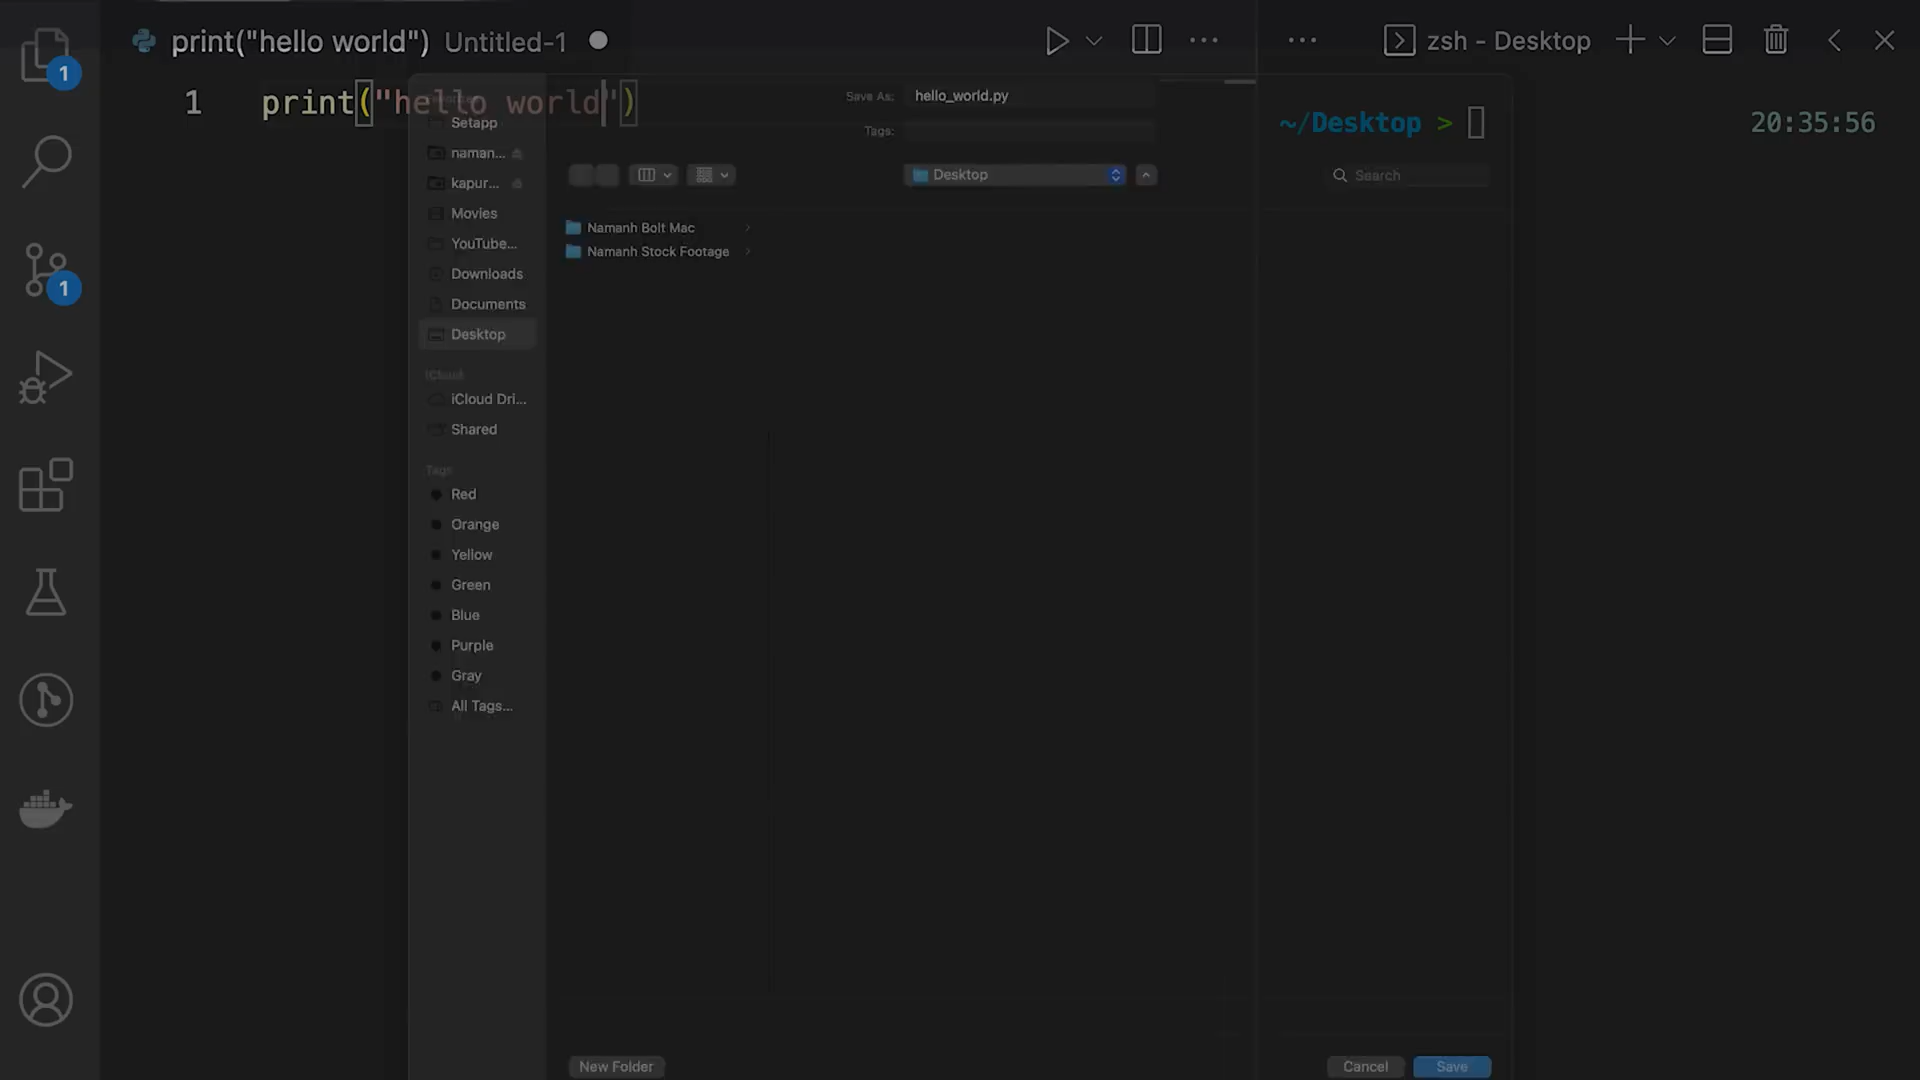 print("hello world") Untitled-1
zsh - Desktop
1
1 print("hello world")
~/Desktop >
20:35:56
Save As: hello_world.py
Tags:
Setapp
naman...
kapur...
Movies
YouTube...
Downloads
Documents
Desktop
iCloud
iCloud Dri...
Shared
Tags
Red
Orange
Yellow
Green
Blue
Purple
Gray
All Tags...
Desktop
Search
Namanh Bolt Mac
Namanh Stock Footage
1
New Folder
Cancel
Save